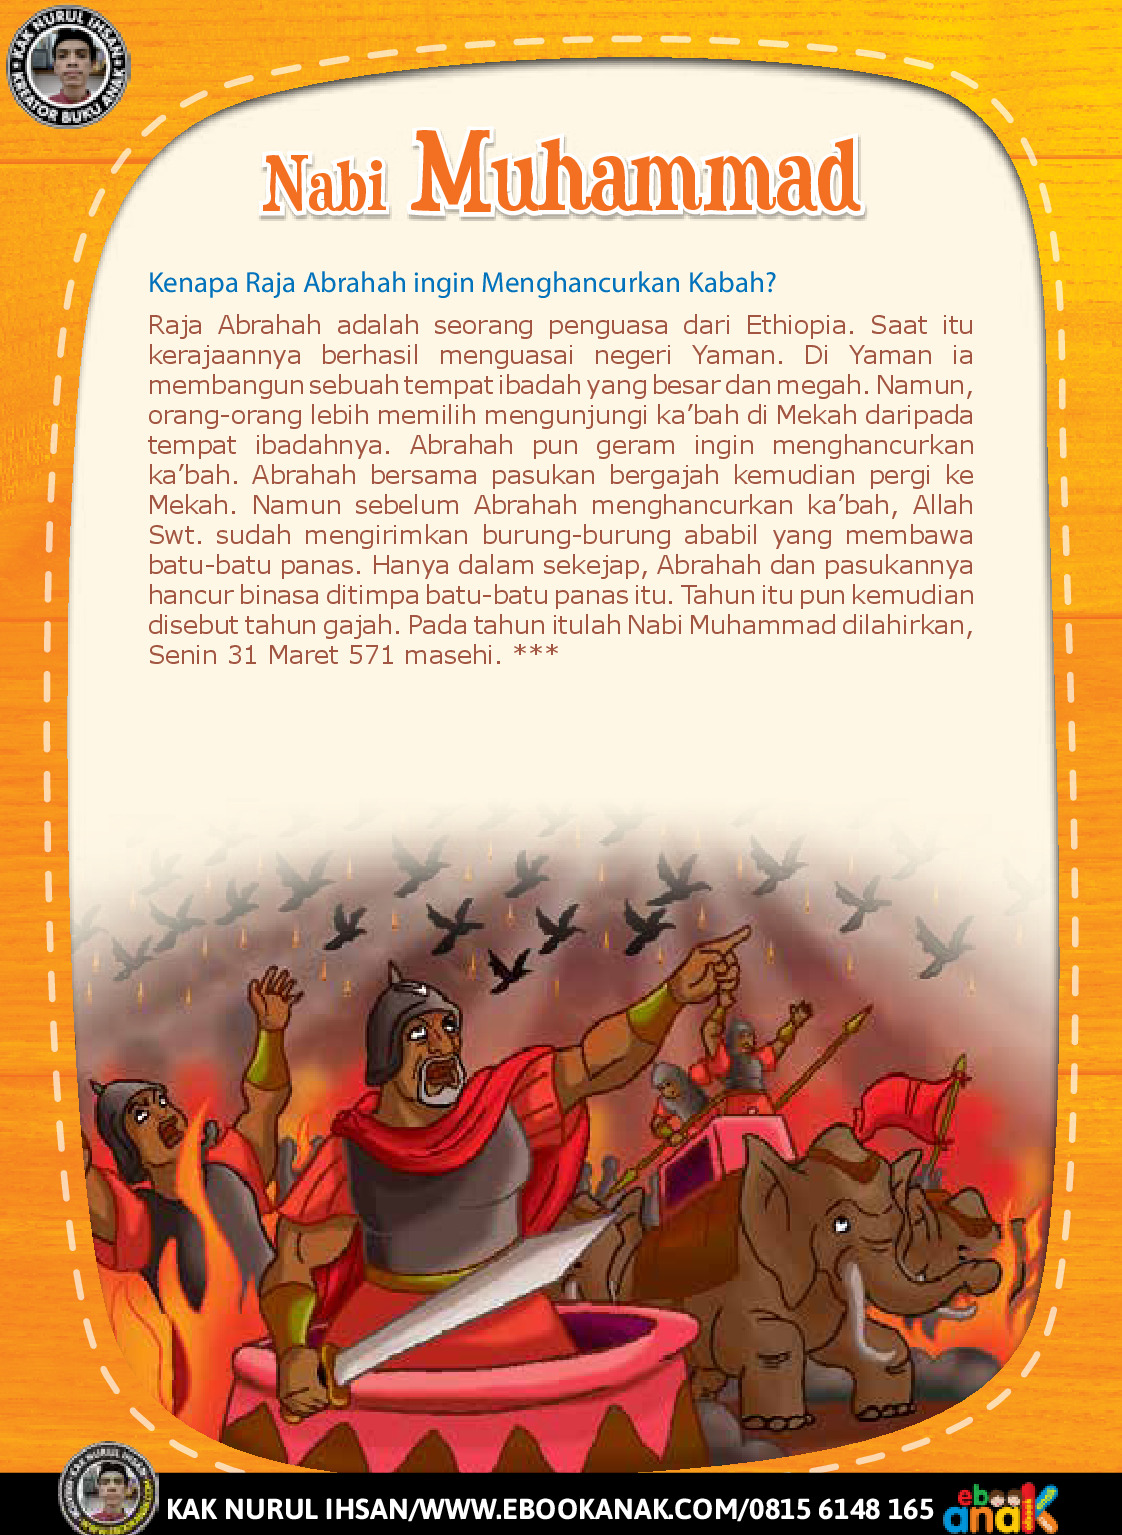 KAK NURUL IHSAN
KREATOR BUKU ANAK
Nabi Muhammad
Kenapa Raja Abrahah ingin Menghancurkan Kabah?
Raja Abrahah adalah seorang penguasa dari Ethiopia. Saat itu
kerajaannya berhasil menguasai negeri Yaman. Di Yaman ia
membangun sebuah tempat ibadah yang besar dan megah. Namun,
orang-orang lebih memilih mengunjungi ka’bah di Mekah daripada
tempat ibadahnya. Abrahah pun geram ingin menghancurkan
ka’bah. Abrahah bersama pasukan bergajah kemudian pergi ke
Mekah. Namun sebelum Abrahah menghancurkan ka’bah, Allah
Swt. sudah mengirimkan burung-burung ababil yang membawa
batu-batu panas. Hanya dalam sekejap, Abrahah dan pasukannya
hancur binasa ditimpa batu-batu panas itu. Tahun itu pun kemudian
disebut tahun gajah. Pada tahun itulah Nabi Muhammad dilahirkan,
Senin 31 Maret 571 masehi. ***
KAK NURUL IHSAN
KAK NURUL IHSAN/WWW.EBOOKANAK.COM/0815 6148 165
ebook
anak